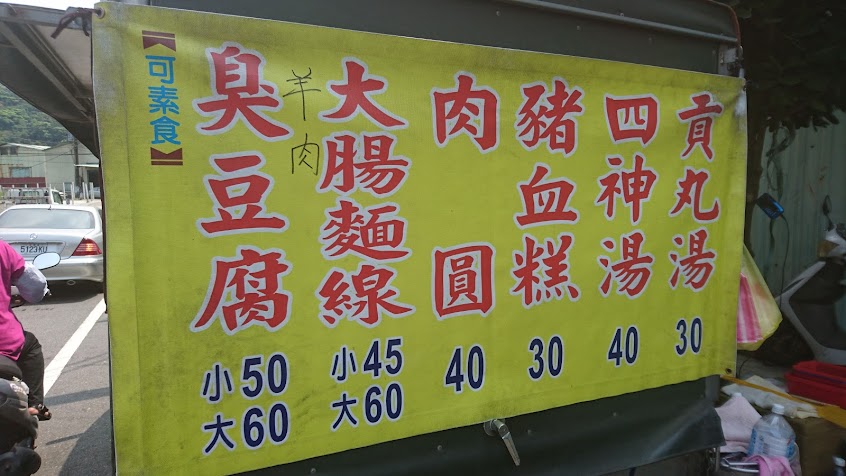 可素食
臭豆腐
小50
大60
羊肉
大腸麵線
小45
大60
肉圓
40
豬血糕
30
四神湯
40
貢丸湯
30
5123KU